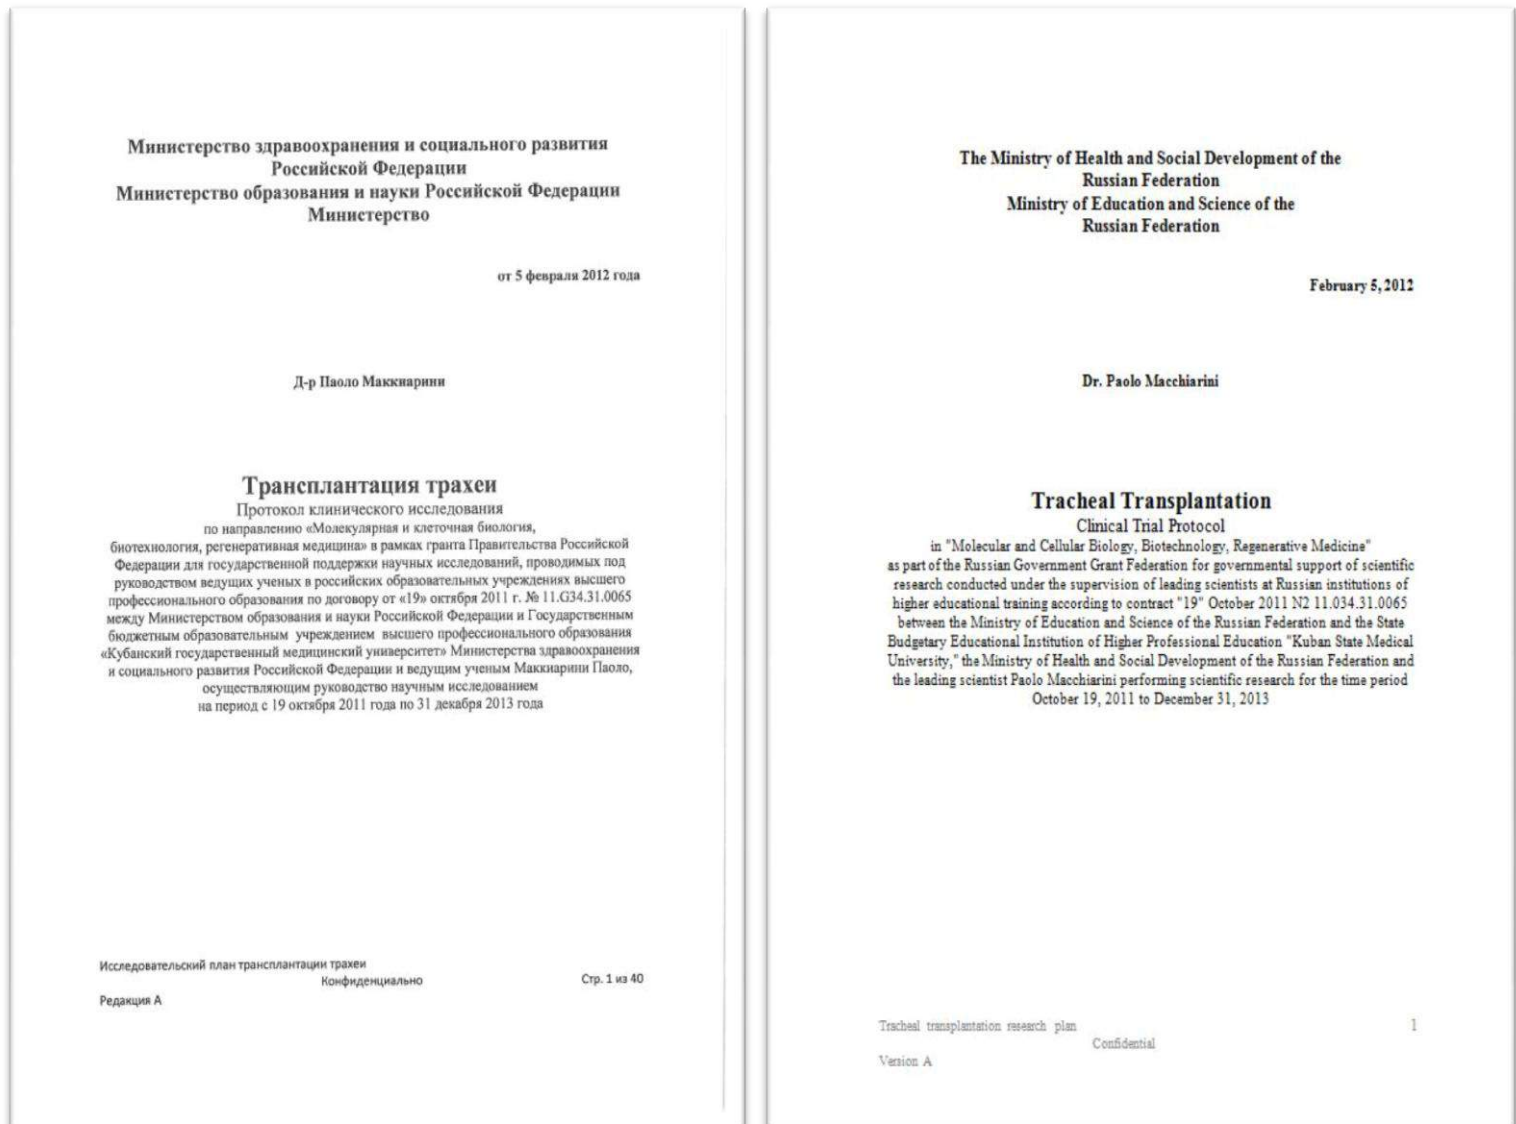 Министерство здравоохранения и социального развития
Российской Федерации
Министерство образования и науки Российской Федерации
Министерство
от 5 февраля 2012 года
Д-р Паоло Маккиарини
Трансплантация трахеи
Протокол клинического исследования
по направлению «Молекулярная и клеточная биология,
биотехнология, регенеративная медицина» в рамках гранта Правительства Российской
Федерации для государственной поддержки научных исследований, проводимых под
руководством ведущих ученых в российских образовательных учреждениях высшего
профессионального образования по договору от «19» октября 2011 г. № 11.G34.31.0065
между Министерством образования и науки Российской Федерации и Государственным
бюджетным образовательным учреждением высшего профессионального образования
«Кубанский государственный медицинский университет» Министерства здравоохранения
и социального развития Российской Федерации и ведущим ученым Маккиарини Паоло,
осуществляющим руководство научным исследованием
на период с 19 октября 2011 года по 31 декабря 2013 года
Исследовательский план трансплантации трахеи
Конфиденциально
Стр. 1 из 40
Редакция А
The Ministry of Health and Social Development of the
Russian Federation
Ministry of Education and Science of the
Russian Federation
February 5, 2012
Dr. Paolo Macchiarini
Tracheal Transplantation
Clinical Trial Protocol
in "Molecular and Cellular Biology, Biotechnology, Regenerative Medicine"
as part of the Russian Government Grant Federation for governmental support of scientific
research conducted under the supervision of leading scientists at Russian institutions of
higher educational training according to contract "19" October 2011 N2 11.034.31.0065
between the Ministry of Education and Science of the Russian Federation and the State
Budgetary Educational Institution of Higher Professional Education "Kuban State Medical
University," the Ministry of Health and Social Development of the Russian Federation and
the leading scientist Paolo Macchiarini performing scientific research for the time period
October 19, 2011 to December 31, 2013
Tracheal transplantation research plan
1
Confidential
Version A